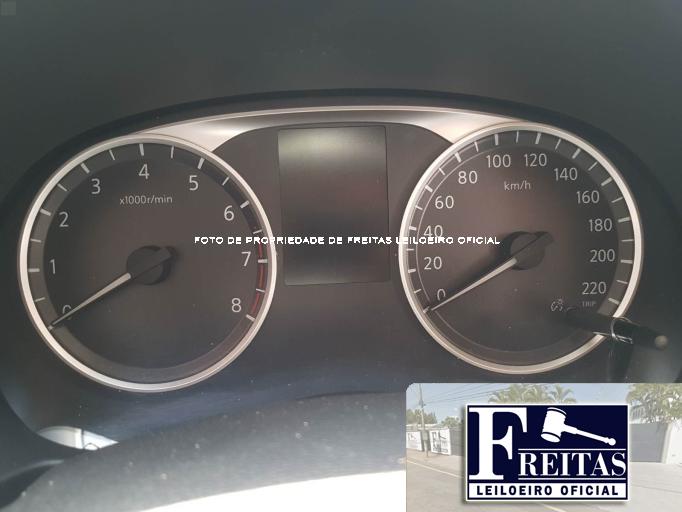 4
3 5
x1000r/min
2 6
1 7
0 8
100 120
80 140
km/h
60 160
40 180
20 200
0 220
TRIP
FOTO DE PROPRIEDADE DE FREITAS LEILOEIRO OFICIAL
FREITAS
LEILOEIRO OFICIAL